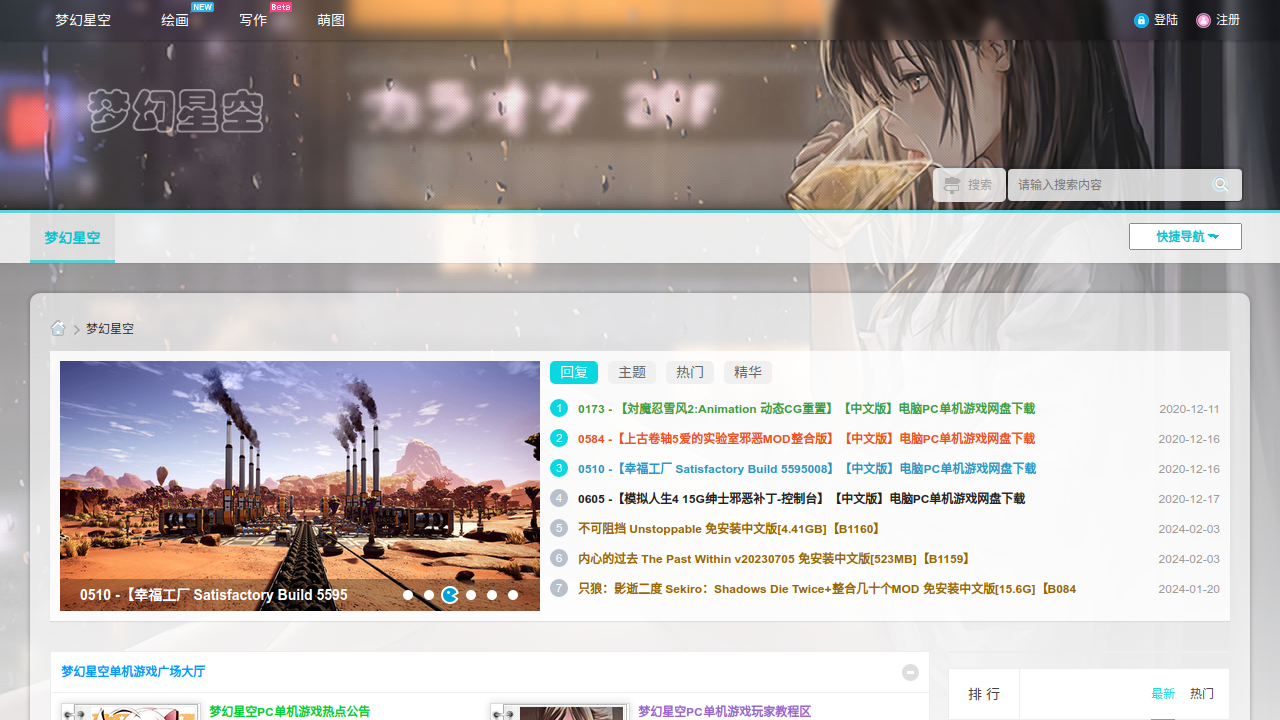 梦幻星空
绘画 NEW
写作 Beta
萌图
登陆
注册
カラオケ 2F
梦幻星空
搜索
请输入搜索内容
梦幻星空
快捷导航
梦幻星空
0510 -【幸福工厂 Satisfactory Build 5595
回复 主题 热门 精华
1 0173 - 【対魔忍雪风2:Animation 动态CG重置】【中文版】电脑PC单机游戏网盘下载 2020-12-11
2 0584 -【上古卷轴5爱的实验室邪恶MOD整合版】【中文版】电脑PC单机游戏网盘下载 2020-12-16
3 0510 -【幸福工厂 Satisfactory Build 5595008】【中文版】电脑PC单机游戏网盘下载 2020-12-16
4 0605 -【模拟人生4 15G绅士邪恶补丁-控制台】【中文版】电脑PC单机游戏网盘下载 2020-12-17
5 不可阻挡 Unstoppable 免安装中文版[4.41GB]【B1160】 2024-02-03
6 内心的过去 The Past Within v20230705 免安装中文版[523MB]【B1159】 2024-02-03
7 只狼：影逝二度 Sekiro：Shadows Die Twice+整合几十个MOD 免安装中文版[15.6G]【B084 2024-01-20
梦幻星空单机游戏广场大厅
梦幻星空PC单机游戏热点公告
梦幻星空PC单机游戏玩家教程区
排 行
最新 热门